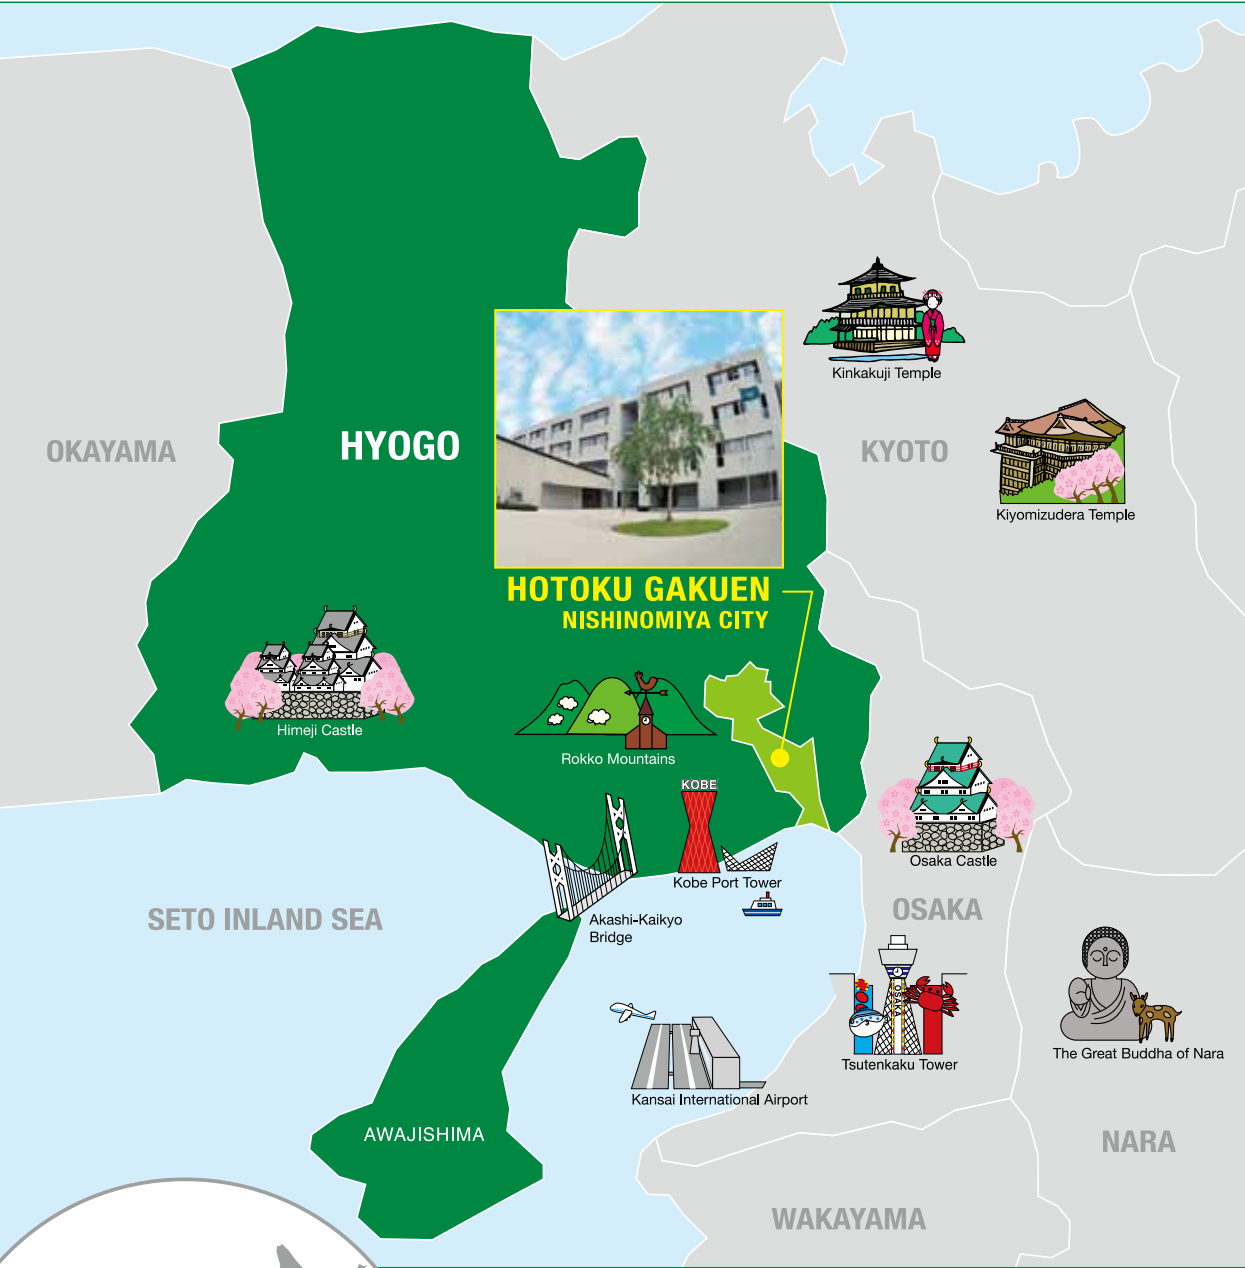 Kinkakuji Temple
OKAYAMA
HYOGO
KYOTO
Kiyomizudera Temple
HOTOKU GAKUEN
NISHINOMIYA CITY
Himeji Castle
Rokko Mountains
KOBE
Kobe Port Tower
Osaka Castle
SETO INLAND SEA
Akashi-Kaikyo
Bridge
OSAKA
OSAKA
Tsutenkaku Tower
The Great Buddha of Nara
Kansai International Airport
AWAJISHIMA
NARA
WAKAYAMA